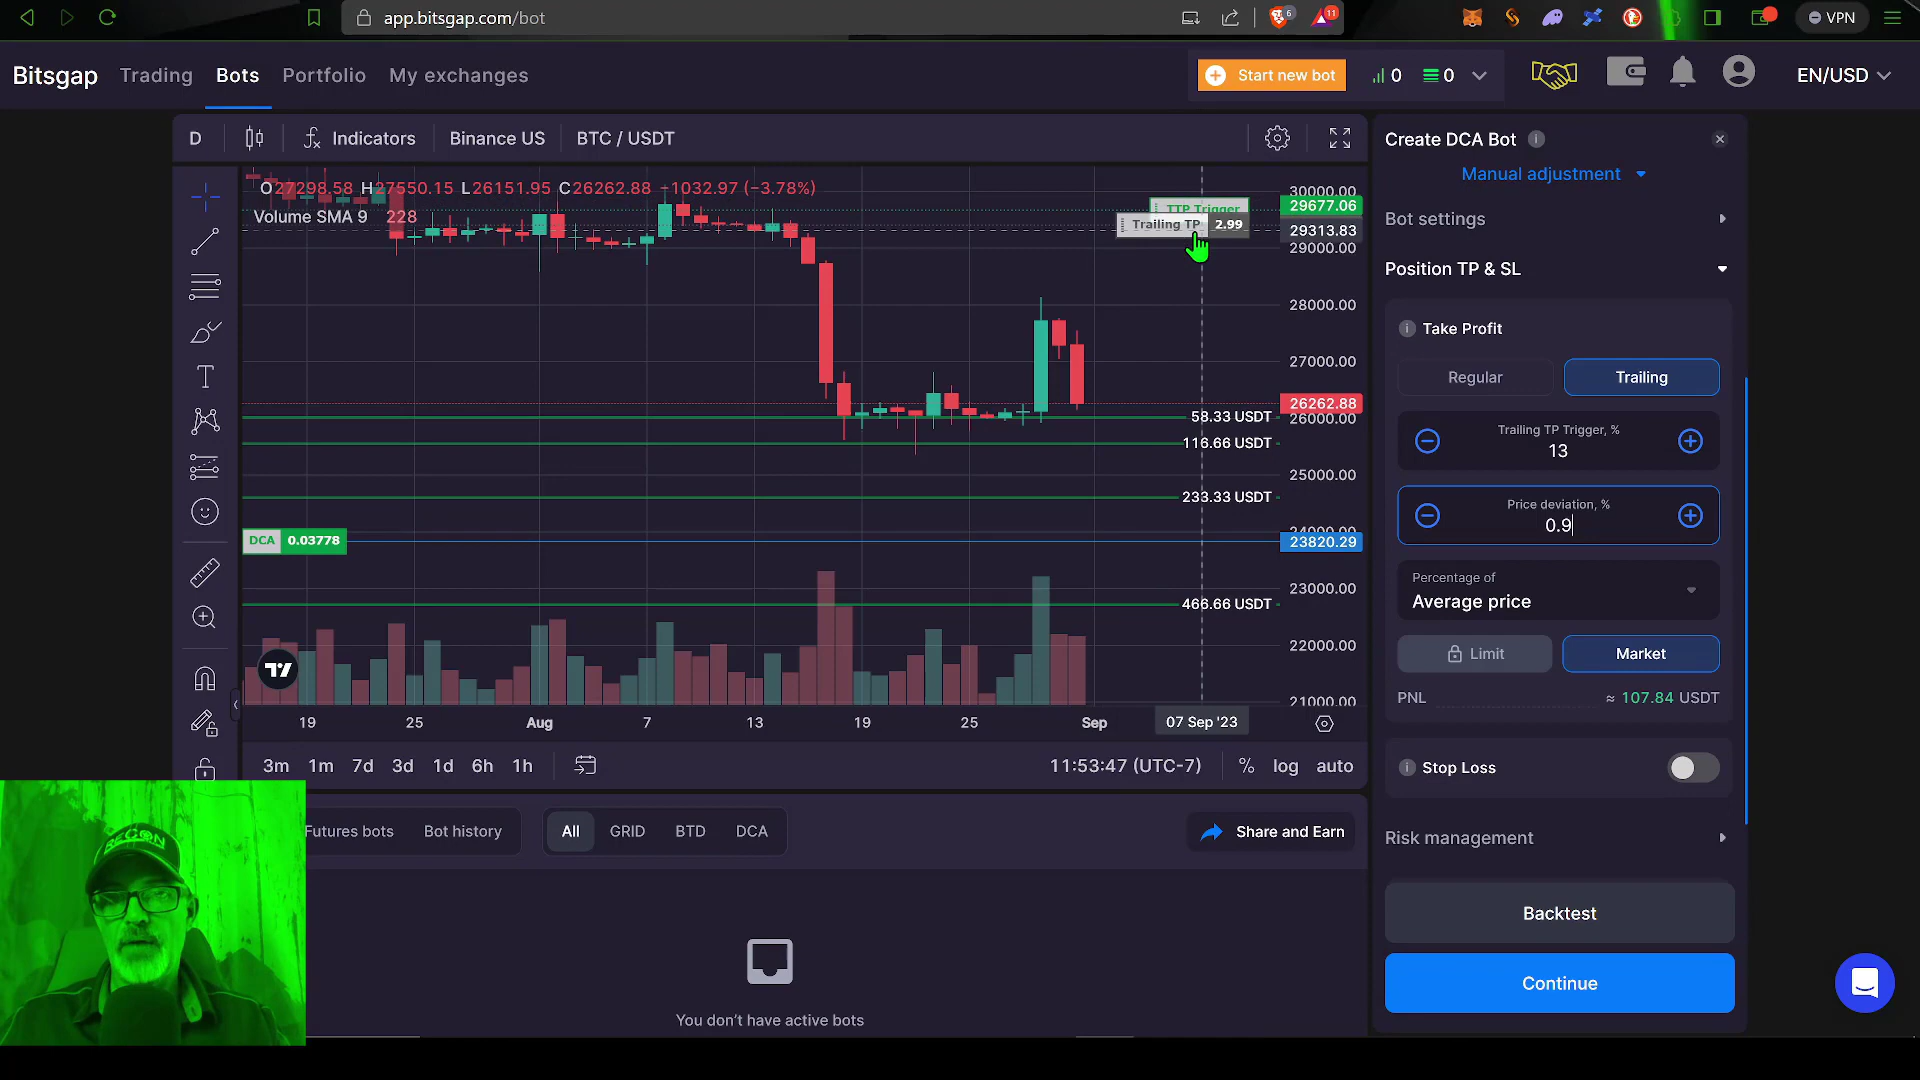 app.bitsgap.com/bot
6
11
VPN
Bitsgap
Trading
Bots
Portfolio
My exchanges
Start new bot
0
0
EN/USD
D
Indicators
Binance US
BTC / USDT
O27298.58 H27550.15 L26151.95 C26262.88 −1032.97 (−3.78%)
Volume SMA 9 228
TTP Trigger
Trailing TP 2.99
30000.00
29677.06
29313.83
29000.00
28000.00
27000.00
26262.88
26000.00
58.33 USDT
116.66 USDT
25000.00
233.33 USDT
24000.00
DCA 0.03778
23820.29
23000.00
466.66 USDT
22000.00
21000.00
19
25
Aug
7
13
19
25
Sep
07 Sep '23
3m
1m
7d
3d
1d
6h
1h
11:53:47 (UTC-7)
%
log
auto
Futures bots
Bot history
All
GRID
BTD
DCA
Share and Earn
You don't have active bots
Create DCA Bot
Manual adjustment
Bot settings
Position TP & SL
Take Profit
Regular
Trailing
Trailing TP Trigger, %
13
Price deviation, %
0.9
Percentage of
Average price
Limit
Market
PNL
≈ 107.84 USDT
Stop Loss
Risk management
Backtest
Continue
RECON